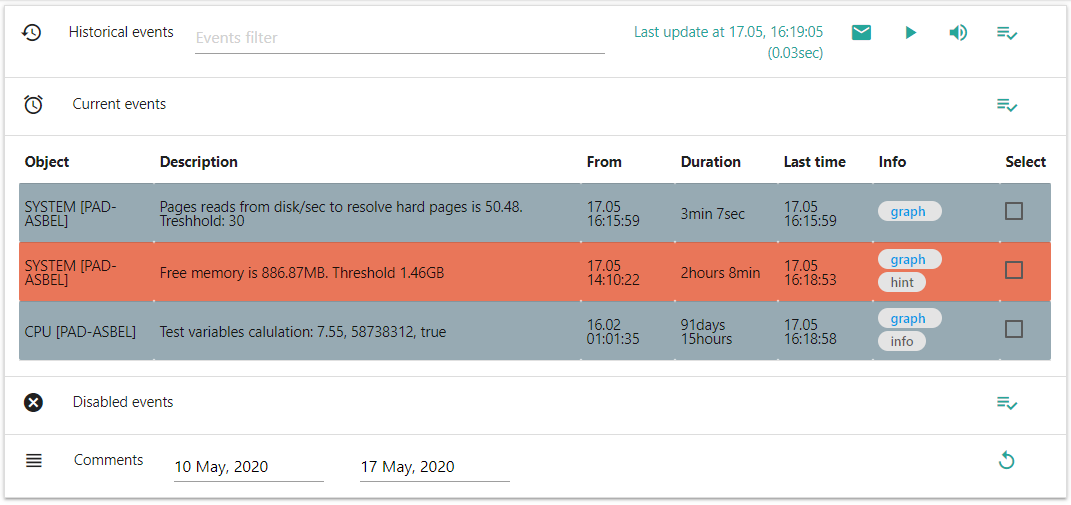 Historical events
Events filter
Last update at 17.05, 16:19:05
(0.03sec)
Current events
Object Description From Duration Last time Info Select
SYSTEM [PAD-
ASBEL]
Pages reads from disk/sec to resolve hard pages is 50.48.
Treshhold: 30
17.05
16:15:59
3min 7sec
17.05
16:15:59
graph
SYSTEM [PAD-
ASBEL]
Free memory is 886.87MB. Threshold 1.46GB
17.05
14:10:22
2hours 8min
17.05
16:18:53
graph
hint
CPU [PAD-ASBEL]
Test variables calulation: 7.55, 58738312, true
16.02
01:01:35
91days
15hours
17.05
16:18:58
graph
info
Disabled events
Comments
10 May, 2020
17 May, 2020